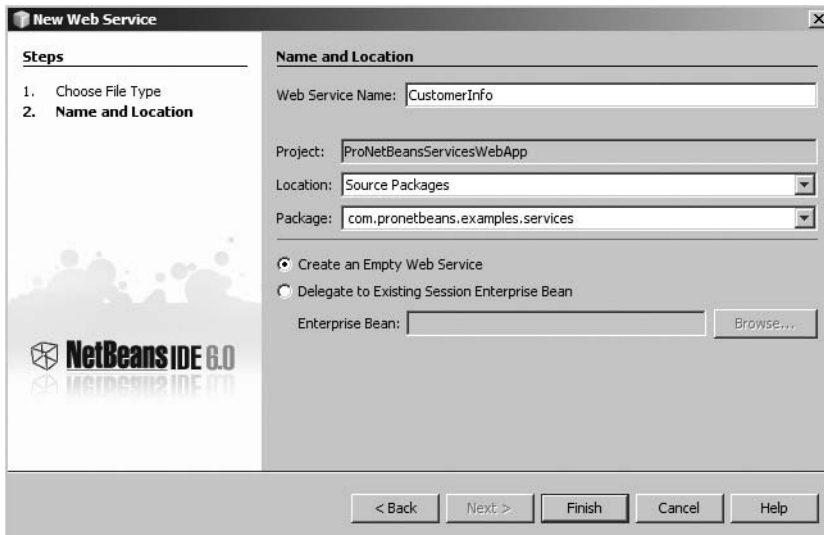 New Web Service
Steps
1. Choose File Type
2. Name and Location
NetBeans IDE 6.0
Name and Location
Web Service Name: CustomerInfo
Project: ProNetBeansServicesWebApp
Location: Source Packages
Package: com.pronetbeans.examples.services
Create an Empty Web Service
Delegate to Existing Session Enterprise Bean
Enterprise Bean: Browse...
< Back Next > Finish Cancel Help